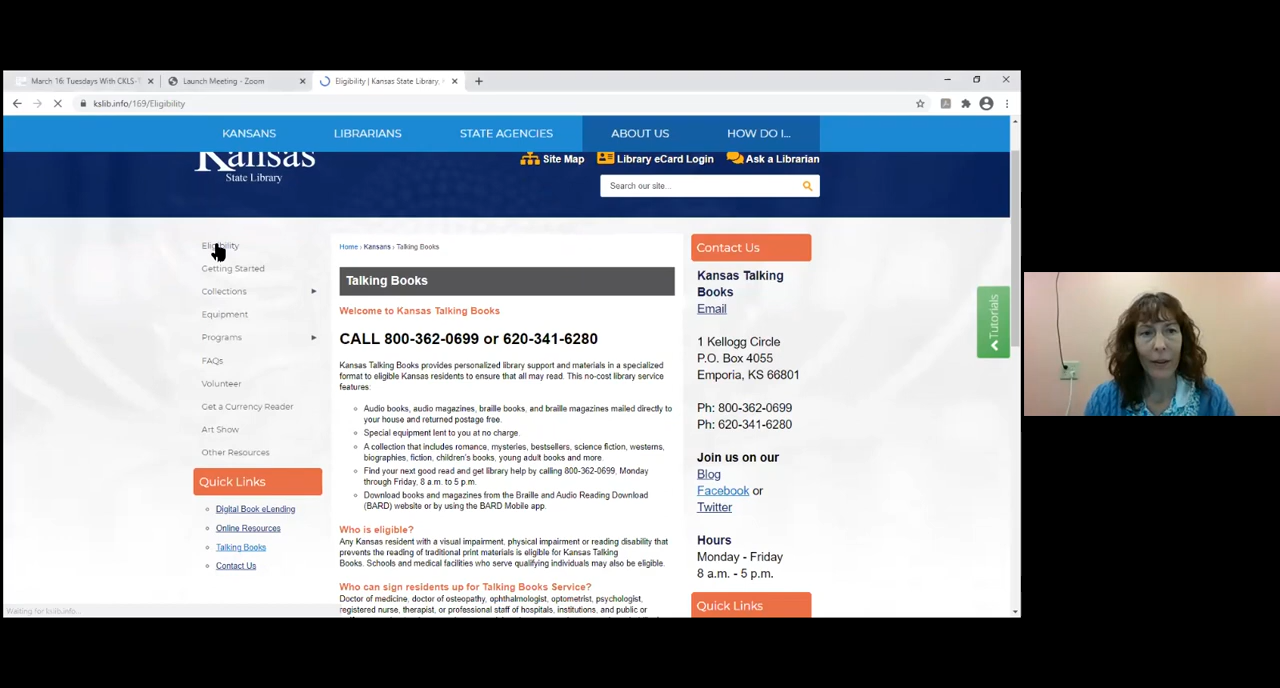 March 16: Tuesdays With CKLS-
Launch Meeting - Zoom
Eligibility | Kansas State Library,
kslib.info/169/Eligibility
KANSANS
LIBRARIANS
STATE AGENCIES
ABOUT US
HOW DO I...
Kansas
State Library
Site Map
Library eCard Login
Ask a Librarian
Search our site...
Eligibility
Getting Started
Collections
Equipment
Programs
FAQs
Volunteer
Get a Currency Reader
Art Show
Other Resources
Quick Links
Digital Book eLending
Online Resources
Talking Books
Contact Us
Home › Kansans › Talking Books
Talking Books
Welcome to Kansas Talking Books
CALL 800-362-0699 or 620-341-6280
Kansas Talking Books provides personalized library support and materials in a specialized
format to eligible Kansas residents to ensure that all may read. This no-cost library service
features:
Audio books, audio magazines, braille books, and braille magazines mailed directly to
your house and returned postage free.
Special equipment lent to you at no charge.
A collection that includes romance, mysteries, bestsellers, science fiction, westerns,
biographies, fiction, children's books, young adult books and more.
Find your next good read and get library help by calling 800-362-0699, Monday
through Friday, 8 a.m. to 5 p.m.
Download books and magazines from the Braille and Audio Reading Download
(BARD) website or by using the BARD Mobile app.
Who is eligible?
Any Kansas resident with a visual impairment, physical impairment or reading disability that
prevents the reading of traditional print materials is eligible for Kansas Talking
Books. Schools and medical facilities who serve qualifying individuals may also be eligible.
Who can sign residents up for Talking Books Service?
Doctor of medicine, doctor of osteopathy, ophthalmologist, optometrist, psychologist,
registered nurse, therapist, or professional staff of hospitals, institutions, and public or
Contact Us
Kansas Talking
Books
Email
1 Kellogg Circle
P.O. Box 4055
Emporia, KS 66801
Ph: 800-362-0699
Ph: 620-341-6280
Join us on our
Blog
Facebook or
Twitter
Hours
Monday - Friday
8 a.m. - 5 p.m.
Quick Links
Tutorials
Waiting for kslib.info...